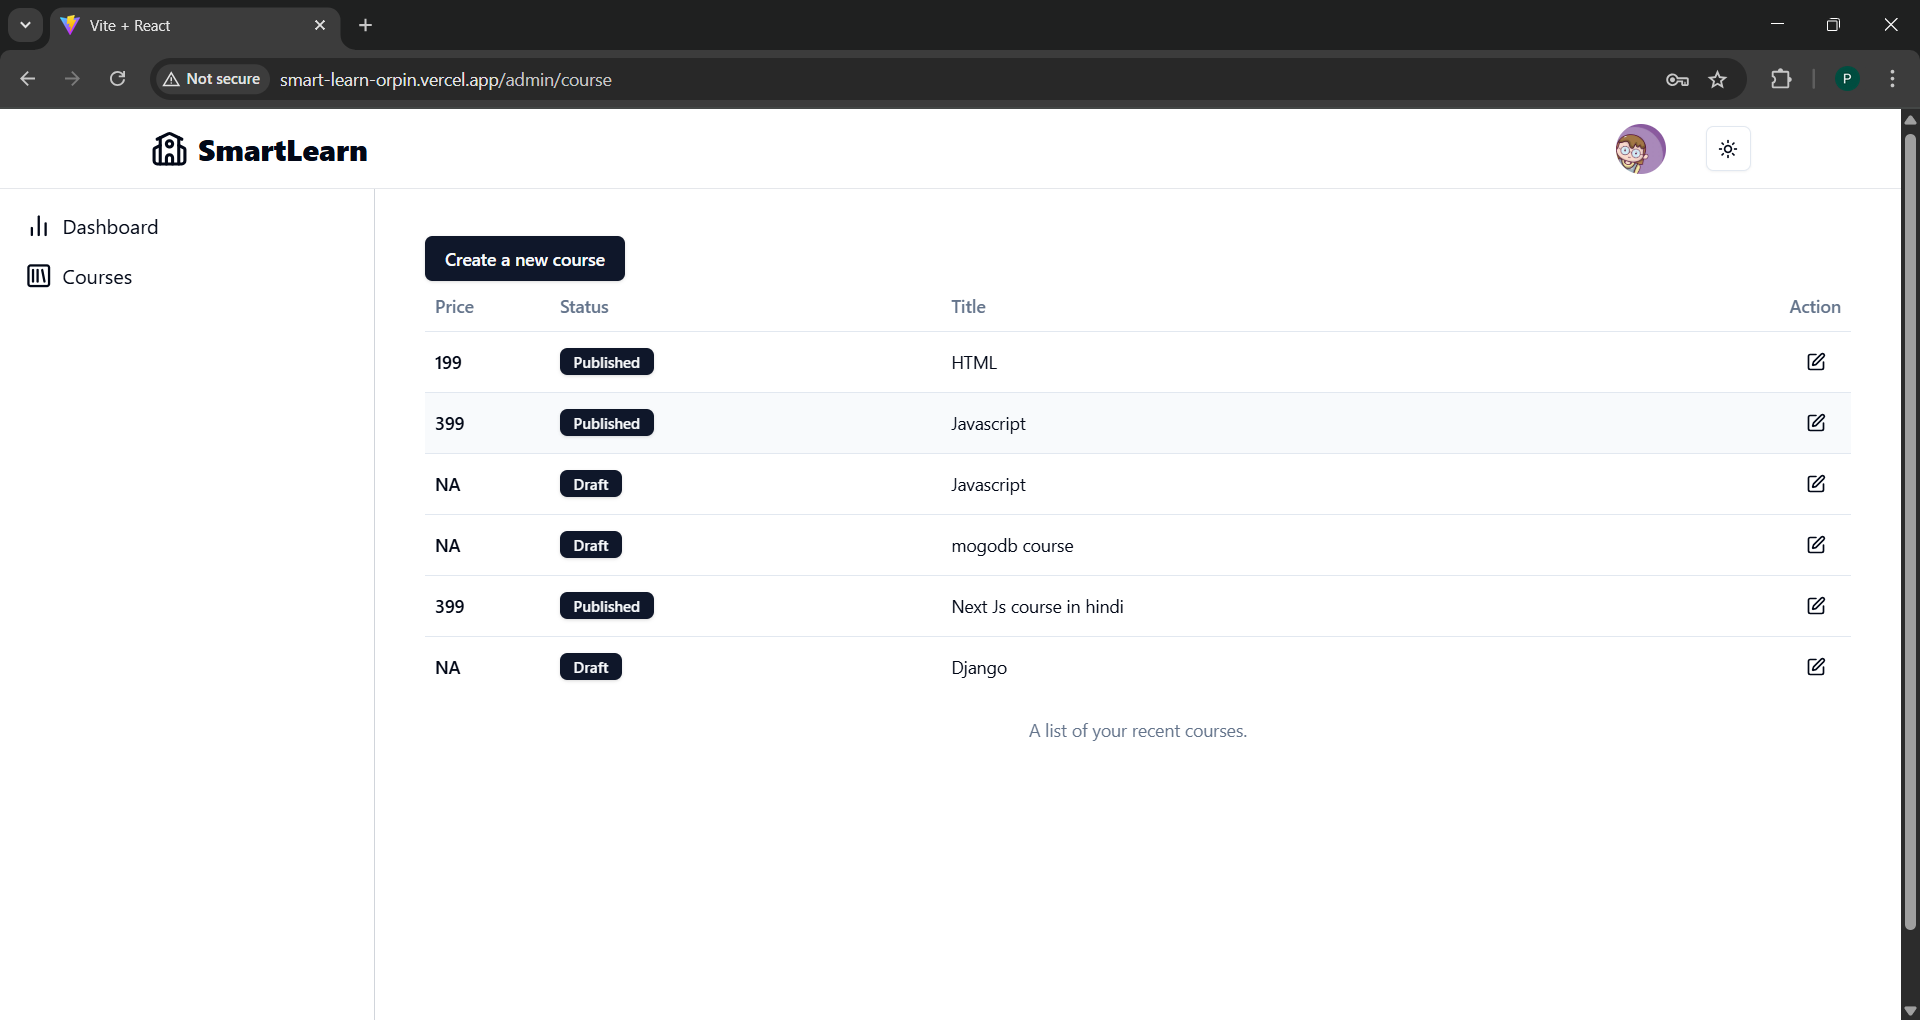 Vite + React
Not secure smart-learn-orpin.vercel.app/admin/course P
SmartLearn
Dashboard
Courses
Create a new course
Price Status Title Action
199 Published HTML
399 Published Javascript
NA Draft Javascript
NA Draft mogodb course
399 Published Next Js course in hindi
NA Draft Django
A list of your recent courses.